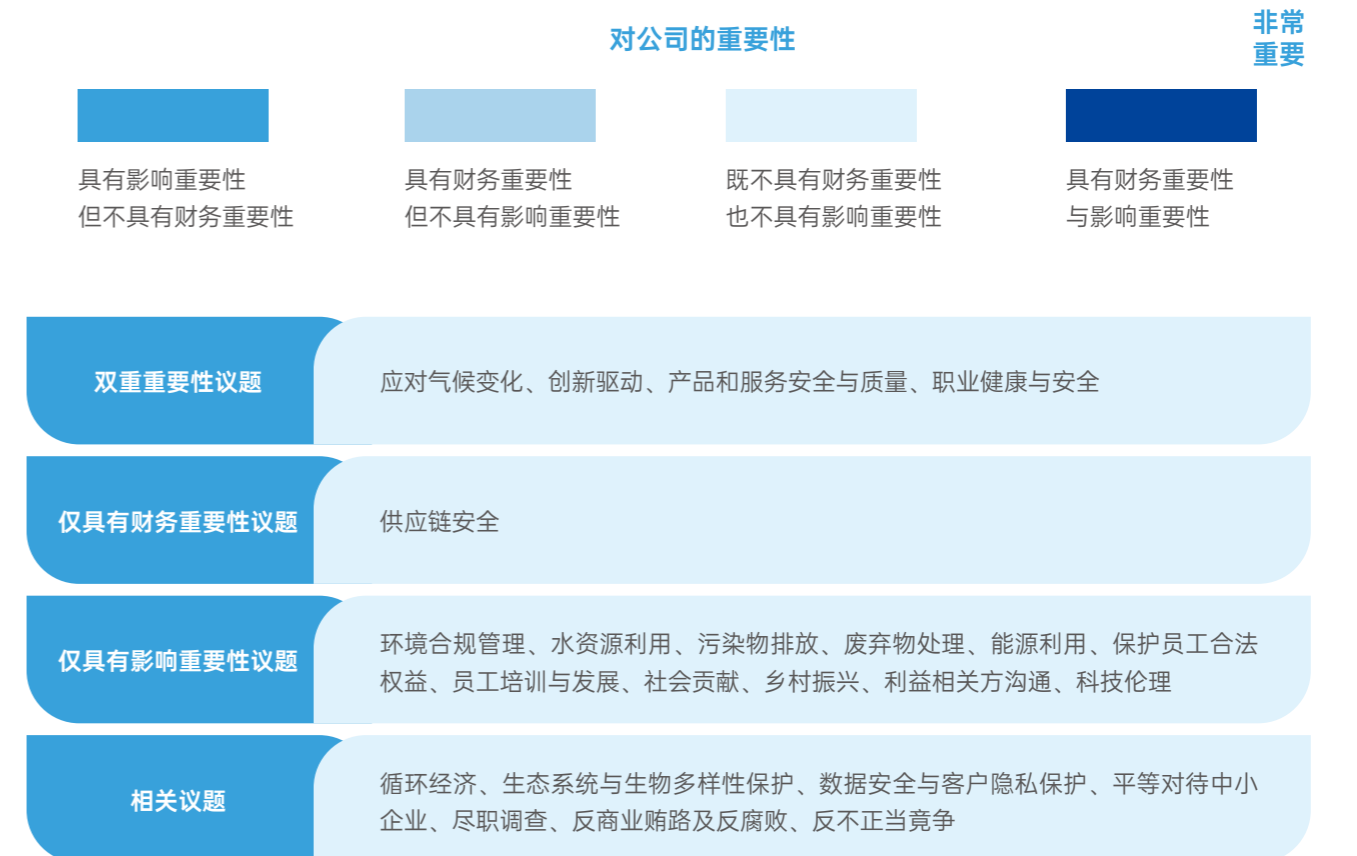 对公司的重要性
非常
重要
具有影响重要性
但不具有财务重要性
具有财务重要性
但不具有影响重要性
既不具有财务重要性
也不具有影响重要性
具有财务重要性
与影响重要性
双重重要性议题
应对气候变化、创新驱动、产品和服务安全与质量、职业健康与安全
仅具有财务重要性议题
供应链安全
仅具有影响重要性议题
环境合规管理、水资源利用、污染物排放、废弃物处理、能源利用、保护员工合法
权益、员工培训与发展、社会贡献、乡村振兴、利益相关方沟通、科技伦理
相关议题
循环经济、生态系统与生物多样性保护、数据安全与客户隐私保护、平等对待中小
企业、尽职调查、反商业贿路及反腐败、反不正当竟争